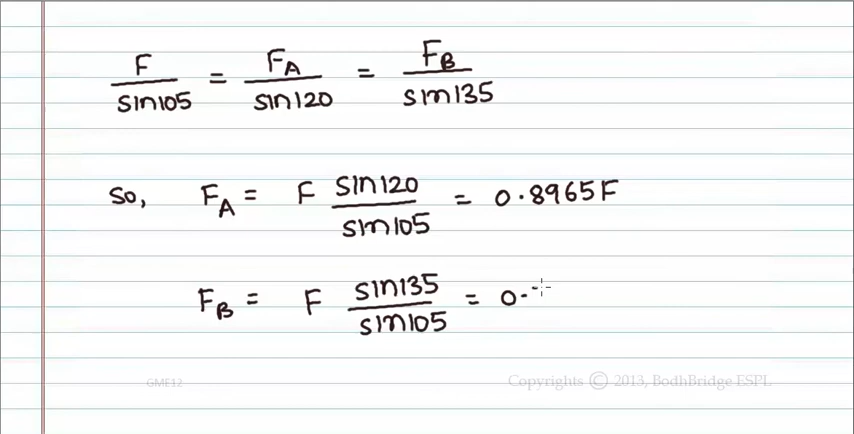 F/sin105 = F_A/sin120 = F_B/sin135
So, F_A = F sin120/sin105 = 0.8965F
F_B = F sin135/sin105 = 0.
GME12 Copyrights © 2013, BodhBridge ESPL